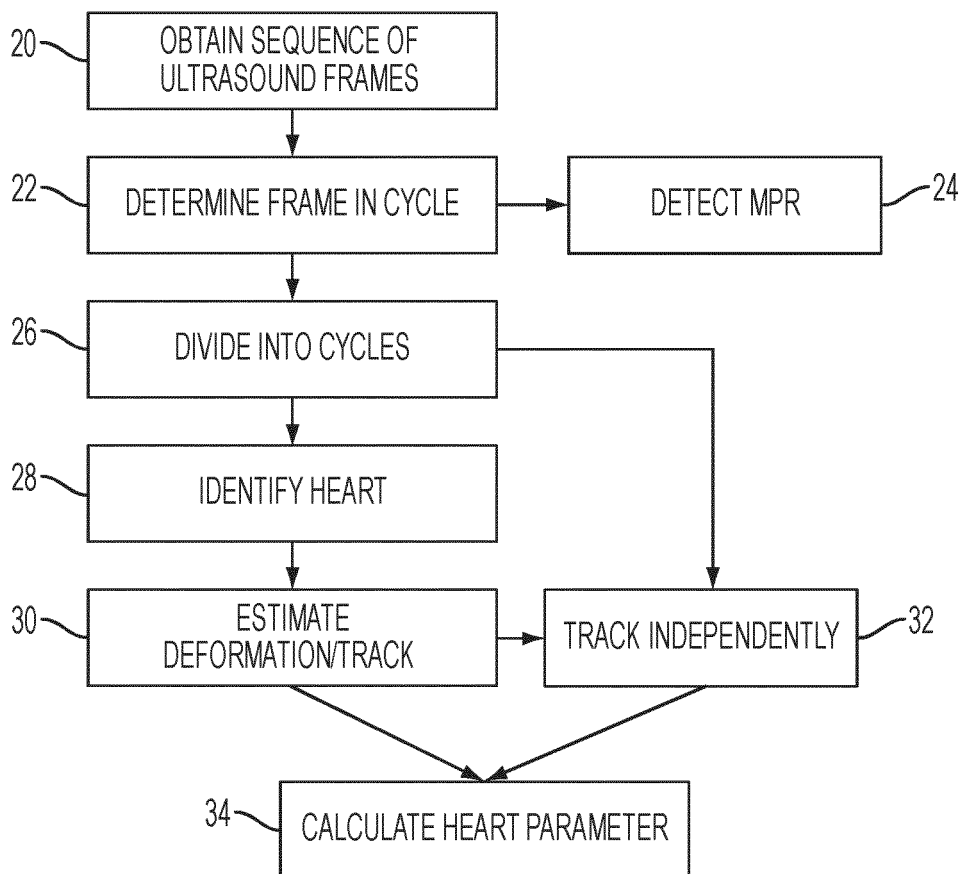 20
OBTAIN SEQUENCE OF
ULTRASOUND FRAMES
22
DETERMINE FRAME IN CYCLE
DETECT MPR
24
26
DIVIDE INTO CYCLES
28
IDENTIFY HEART
30
ESTIMATE
DEFORMATION/TRACK
TRACK INDEPENDENTLY
32
34
CALCULATE HEART PARAMETER